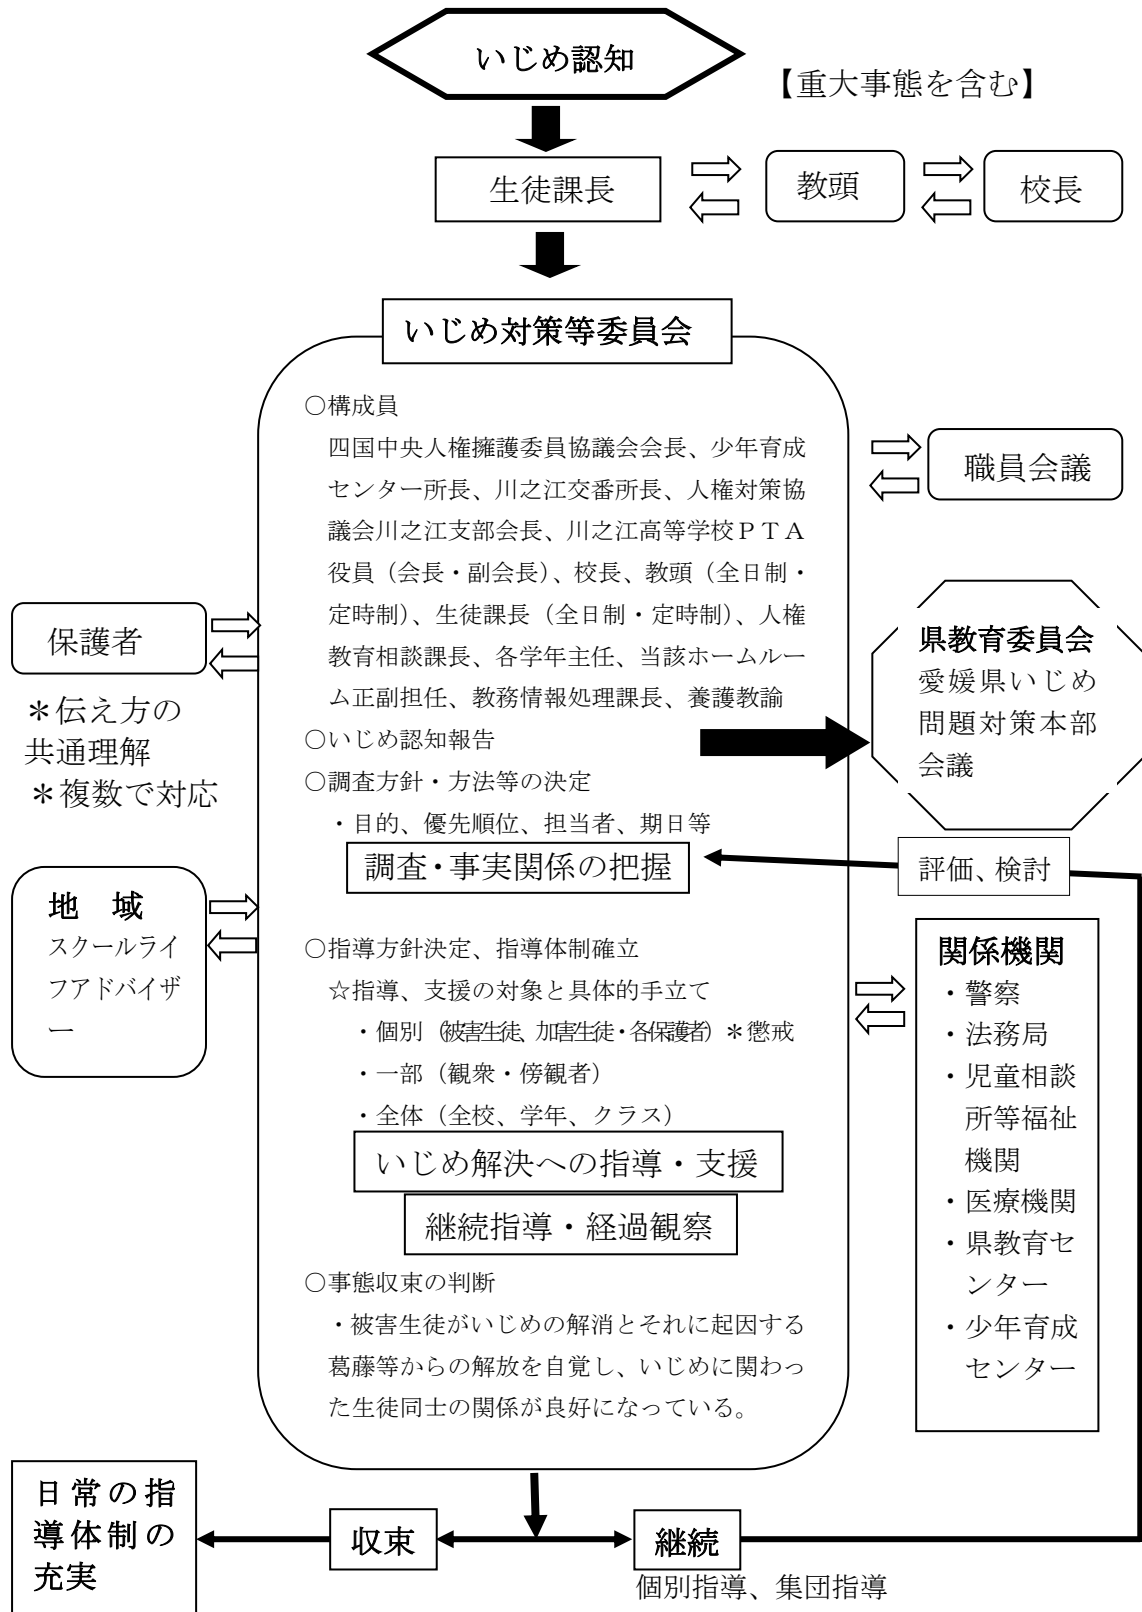 いじめ認知
【重大事態を含む】
生徒課長
教頭
校長
いじめ対策等委員会
○構成員
四国中央人権擁護委員協議会会長、少年育成
センター所長、川之江交番所長、人権対策協
議会川之江支部会長、川之江高等学校ＰＴＡ
役員（会長・副会長）、校長、教頭（全日制・
定時制）、生徒課長（全日制・定時制）、人権
教育相談課長、各学年主任、当該ホームルー
ム正副担任、教務情報処理課長、養護教諭
○いじめ認知報告
○調査方針・方法等の決定
・目的、優先順位、担当者、期日等
調査・事実関係の把握
○指導方針決定、指導体制確立
☆指導、支援の対象と具体的手立て
・個別（被害生徒、加害生徒・各保護者）＊懲戒
・一部（観衆・傍観者）
・全体（全校、学年、クラス）
いじめ解決への指導・支援
継続指導・経過観察
○事態収束の判断
・被害生徒がいじめの解消とそれに起因する
葛藤等からの解放を自覚し、いじめに関わっ
た生徒同士の関係が良好になっている。
職員会議
県教育委員会
愛媛県いじめ
問題対策本部
会議
保護者
＊伝え方の
共通理解
＊複数で対応
評価、検討
地　域
スクールライ
フアドバイザ
ー
関係機関
・警察
・法務局
・児童相談
所等福祉
機関
・医療機関
・県教育セ
ンター
・少年育成
センター
日常の指
導体制の
充実
収束
継続
個別指導、集団指導